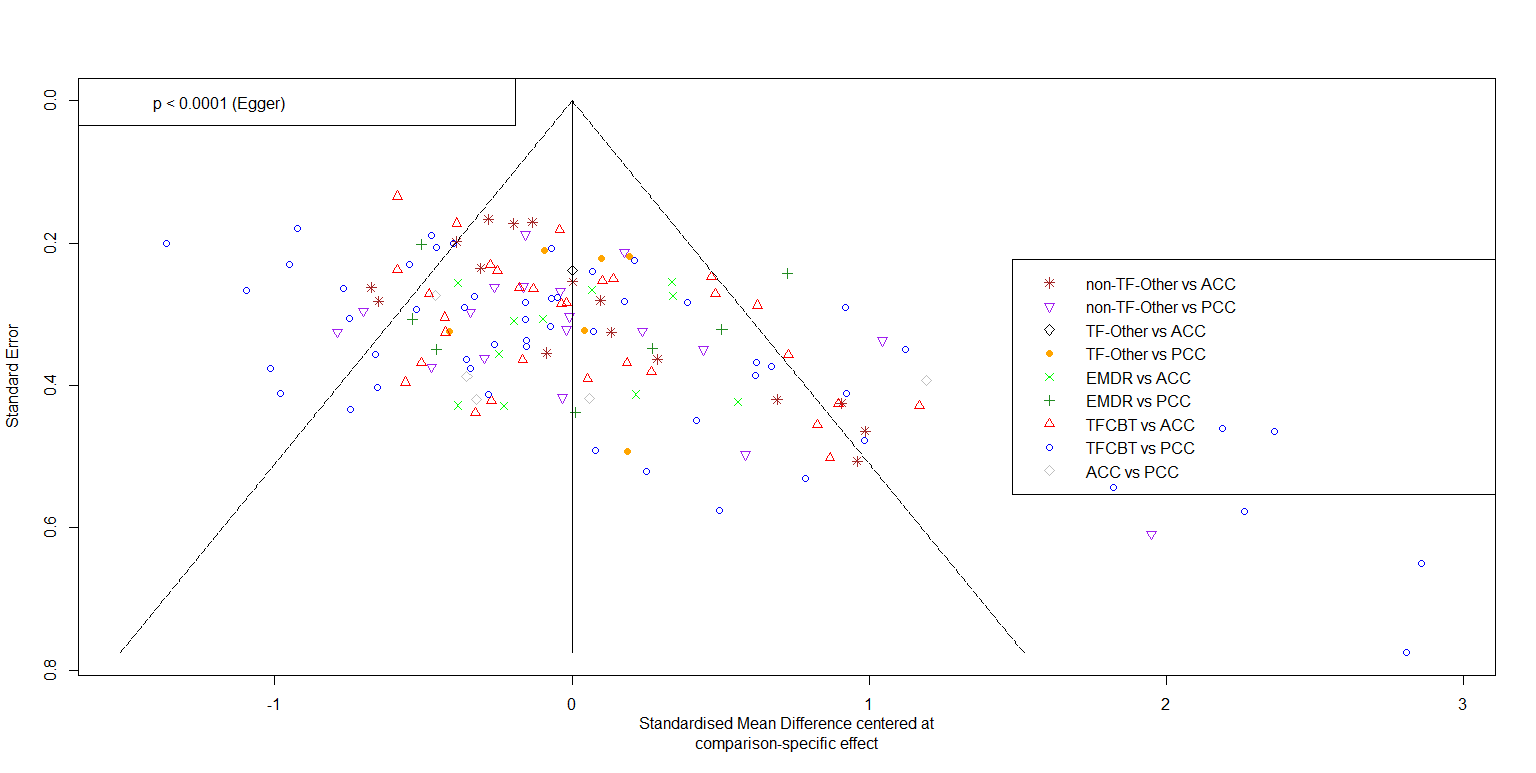 p < 0.0001 (Egger)
Standard Error
0.0
0.2
0.4
0.6
0.8
non-TF-Other vs ACC
non-TF-Other vs PCC
TF-Other vs ACC
TF-Other vs PCC
EMDR vs ACC
EMDR vs PCC
TFCBT vs ACC
TFCBT vs PCC
ACC vs PCC
-1
0
1
2
3
Standardised Mean Difference centered at
comparison-specific effect